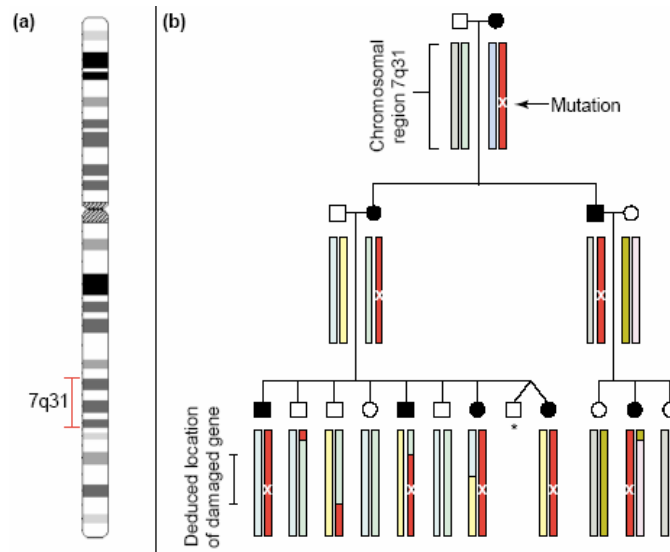 (a)
7q31
(b)
Chromosomal
region 7q31
X
Mutation
X
X
Deduced location
of damaged gene
*
X
X
X
X
X